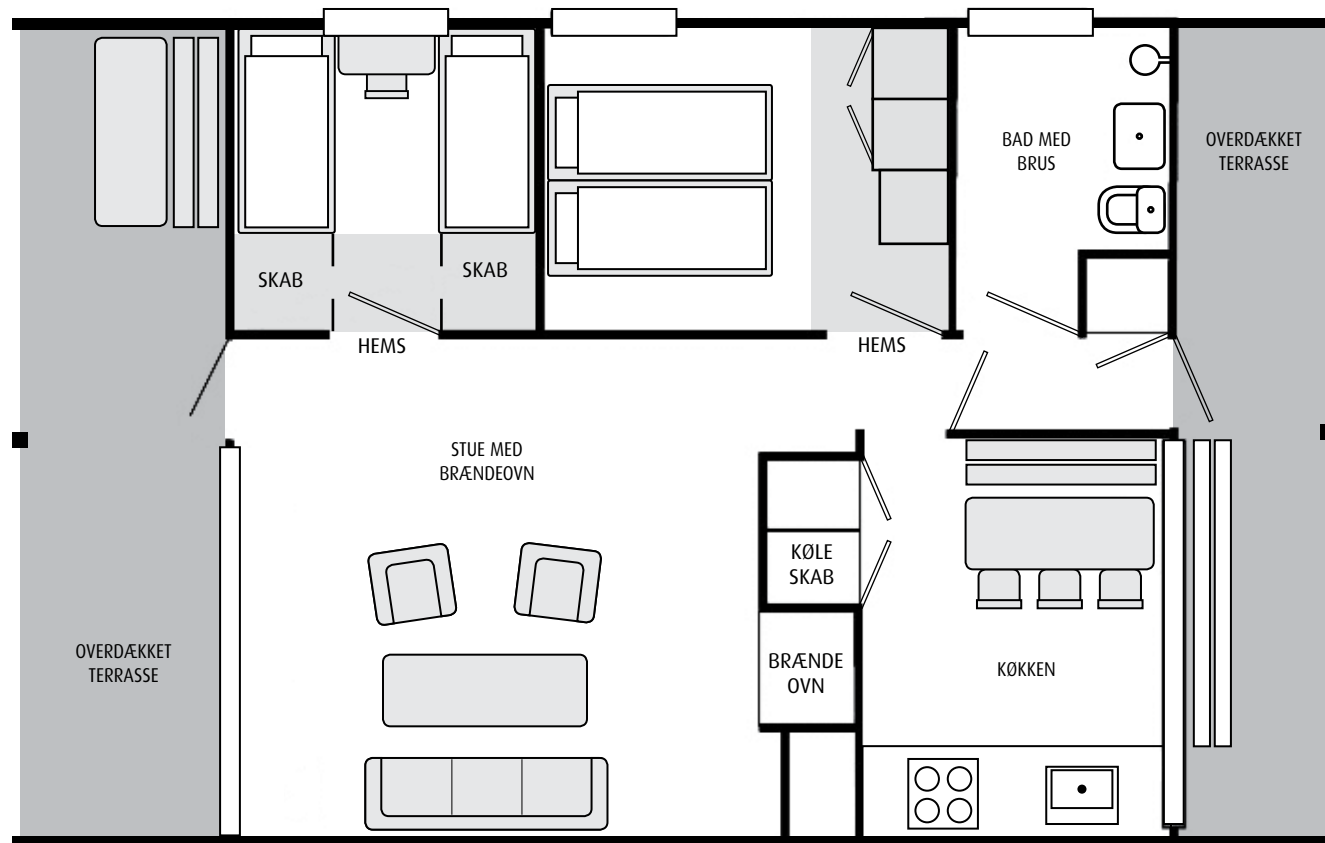 BAD MED
BRUS
OVERDÆKKET
TERRASSE
SKAB
SKAB
HEMS
HEMS
STUE MED
BRÆNDEOVN
KØLE
SKAB
OVERDÆKKET
TERRASSE
BRÆNDE
OVN
KØKKEN